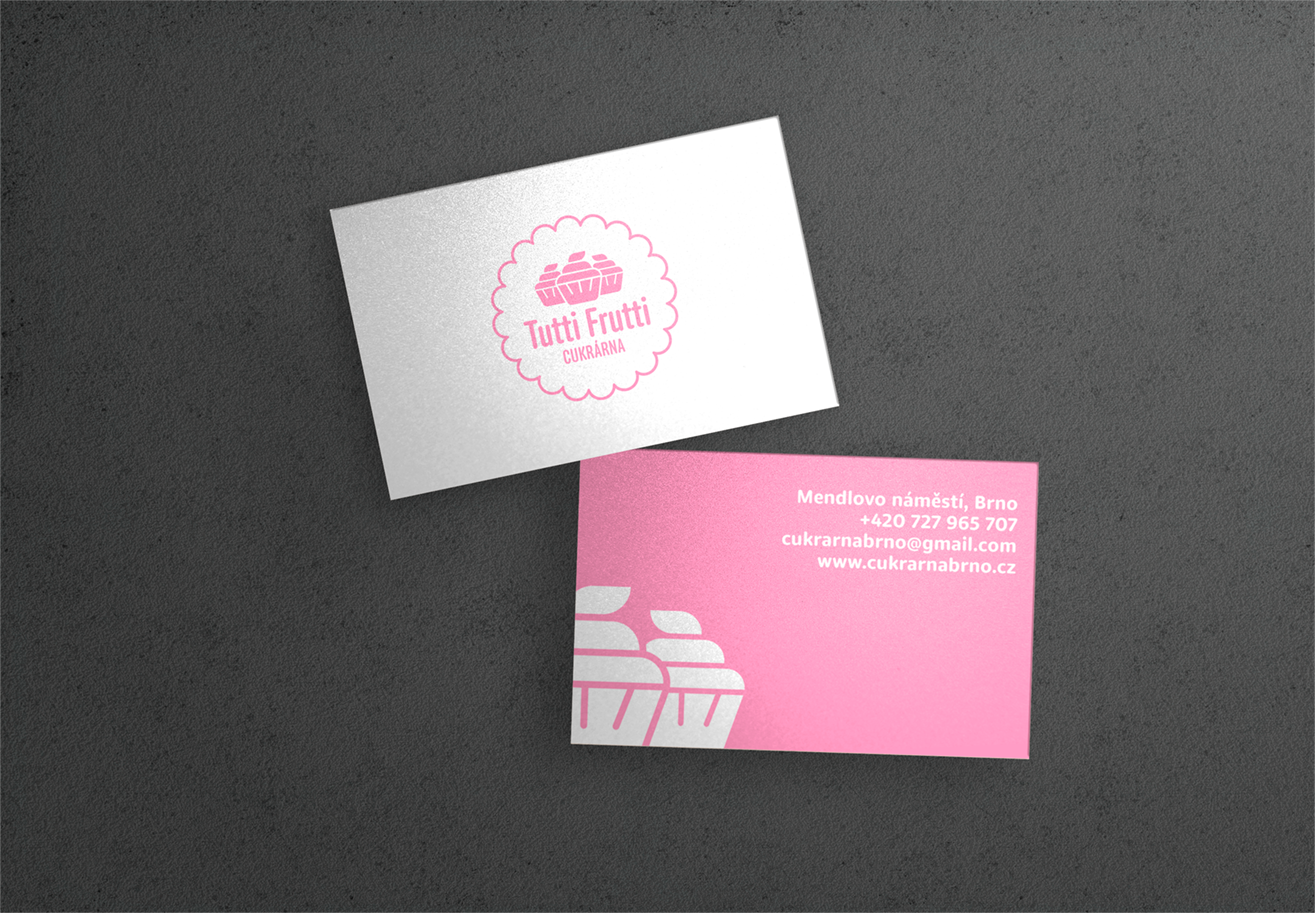 Tutti Frutti
CUKRÁRNA
Mendlovo náměstí, Brno
+420 727 965 707
cukrarnabrno@gmail.com
www.cukrarnabrno.cz